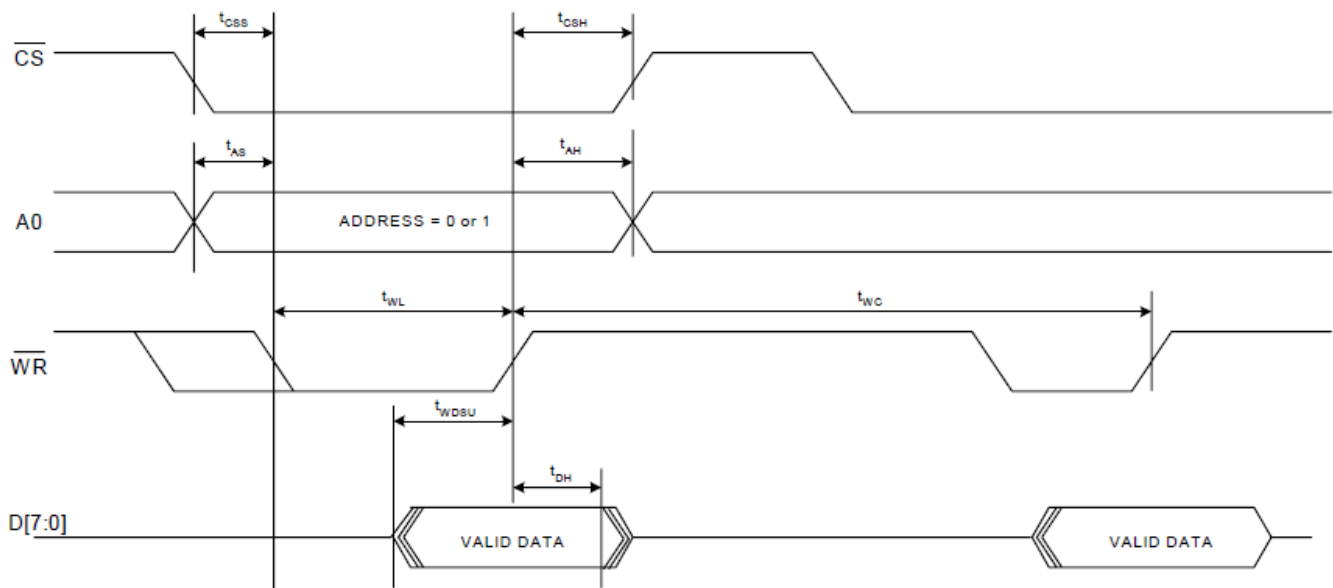 tCSS tCSH
CS
tAS tAH
A0 ADDRESS = 0 or 1
tWL tWC
WR
tWDSU
tDH
D[7:0] VALID DATA VALID DATA